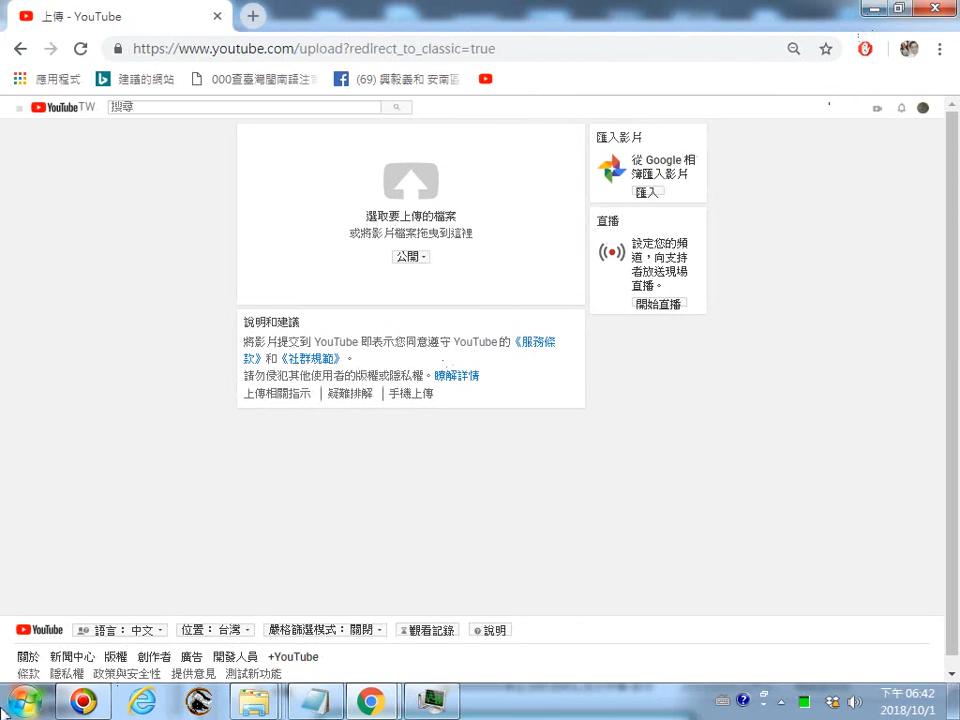 上傳 - YouTube
https://www.youtube.com/upload?redirect_to_classic=true
應用程式
建議的網站
000查臺灣閩南語注
(69) 興毅義和 安南區
YouTube TW
搜尋
選取要上傳的檔案
或將影片檔案拖曳到這裡
公開
匯入影片
從 Google 相
簿匯入影片
匯入
直播
設定您的頻
道，向支持
者放送現場
直播。
開始直播
說明和建議
將影片提交到 YouTube 即表示您同意遵守 YouTube 的《服務條
款》和《社群規範》。
請勿侵犯其他使用者的版權或隱私權。瞭解詳情
上傳相關指示 | 疑難排解 | 手機上傳
YouTube
語言： 中文
位置： 台灣
嚴格篩選模式： 關閉
觀看記錄
說明
關於 新聞中心 版權 創作者 廣告 開發人員 +YouTube
條款 隱私權 政策與安全性 提供意見 測試新功能
下午 06:42
2018/10/1